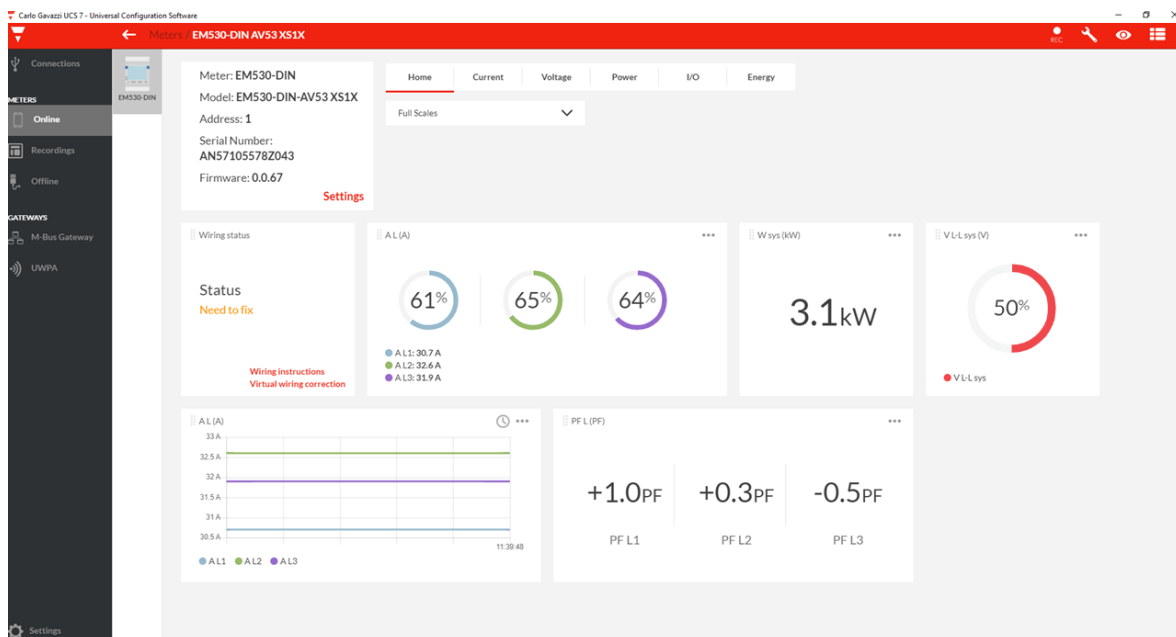 Carlo Gavazzi UCS 7 - Universal Configuration Software
Meters / EM530-DIN AV53 XS1X
REC
Connections
METERS
Online
Recordings
Offline
GATEWAYS
M-Bus Gateway
UWPA
Settings
EM530-DIN
Meter: EM530-DIN
Model: EM530-DIN-AV53 XS1X
Address: 1
Serial Number:
AN57105578Z043
Firmware: 0.0.67
Settings
Home Current Voltage Power I/O Energy
Full Scales
Wiring status
Status
Need to fix
Wiring instructions
Virtual wiring correction
A L (A)
61% 65% 64%
A L1: 30.7 A
A L2: 32.6 A
A L3: 31.9 A
W sys (kW)
3.1kW
V L-L sys (V)
50%
V L-L sys
A L (A)
33 A
32.5 A
32 A
31.5 A
31 A
30.5 A
11:39:48
A L1 A L2 A L3
PF L (PF)
+1.0PF +0.3PF -0.5PF
PF L1 PF L2 PF L3